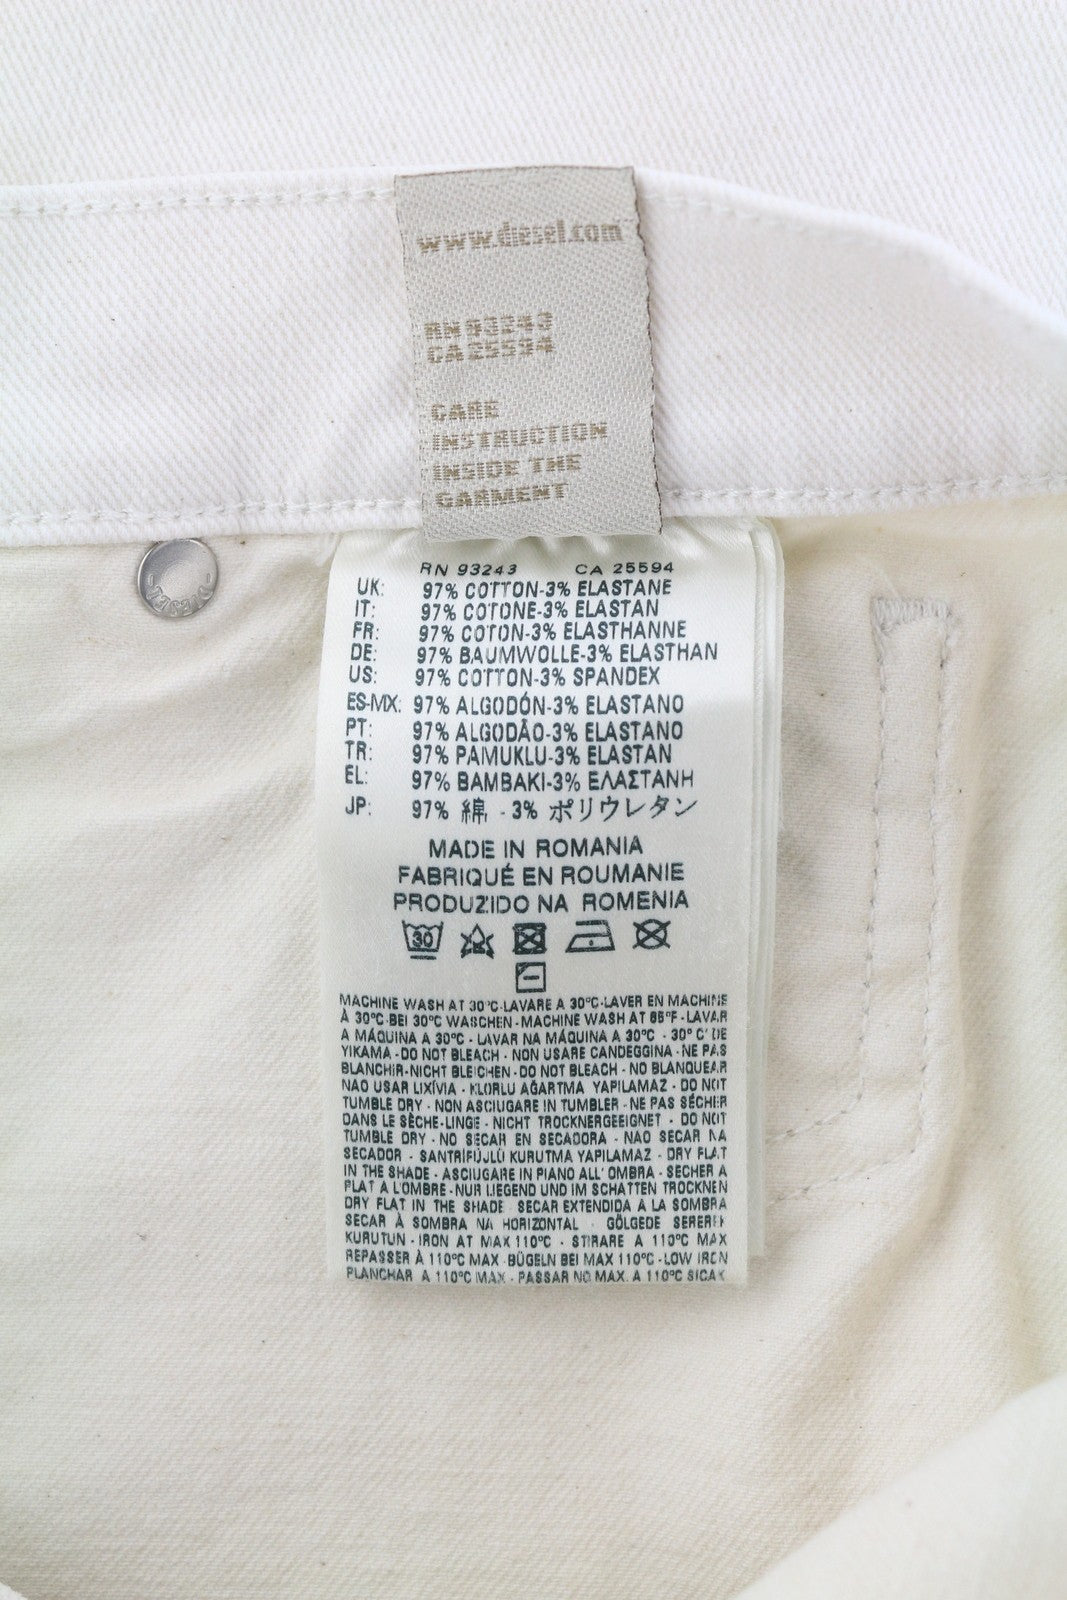 www.diesel.com
RN 93243
CA 25594
CARE
INSTRUCTION
INSIDE THE
GARMENT
DIESEL
RN 93243 CA 25594
UK: 97% COTTON-3% ELASTANE
IT: 97% COTONE-3% ELASTAN
FR: 97% COTON-3% ELASTHANNE
DE: 97% BAUMWOLLE-3% ELASTHAN
US: 97% COTTON-3% SPANDEX
ES-MX: 97% ALGODÓN-3% ELASTANO
PT: 97% ALGODÃO-3% ELASTANO
TR: 97% PAMUKLU-3% ELASTAN
EL: 97% BAMBAKI-3% ΕΛΑΣΤΑΝΗ
JP: 97% 綿 - 3% ポリウレタン
MADE IN ROMANIA
FABRIQUÉ EN ROUMANIE
PRODUZIDO NA ROMENIA
30
MACHINE WASH AT 30°C-LAVARE A 30°C-LAVER EN MACHINE
À 30°C-BEI 30°C WASCHEN - MACHINE WASH AT 85°F - LAVAR
A MÁQUINA A 30°C - LAVAR NA MÁQUINA A 30°C - 30° C' DE
YIKAMA - DO NOT BLEACH - NON USARE CANDEGGINA - NE PAS
BLANCHIR-NICHT BLEICHEN - DO NOT BLEACH - NO BLANQUEAR
NAO USAR LIXÍVIA - KLORLU AĞARTMA YAPILAMAZ - DO NOT
TUMBLE DRY - NON ASCIUGARE IN TUMBLER - NE PAS SÉCHER
DANS LE SÈCHE-LINGE - NICHT TROCKNERGEEIGNET - DO NOT
TUMBLE DRY - NO SECAR EN SECADORA - NAO SECAR NA
SECADOR - SANTRİFÜJLÜ KURUTMA YAPILAMAZ - DRY FLAT
IN THE SHADE - ASCIUGARE IN PIANO ALL' OMBRA - SECHER A
PLAT A L'OMBRE - NUR LIEGEND UND IM SCHATTEN TROCKNEN
DRY FLAT IN THE SHADE SECAR EXTENDIDA À LA SOMBRA
SECAR À SOMBRA NA HORIZONTAL - GÖLGEDE SEREREK
KURUTUN - IRON AT MAX 110°C - STIRARE A 110°C MAX
REPASSER À 110°C MAX - BÜGELN BEI MAX 110°C - LOW IRON
PLANCHAR A 110°C MAX - PASSAR NO MAX. A 110°C SICAK